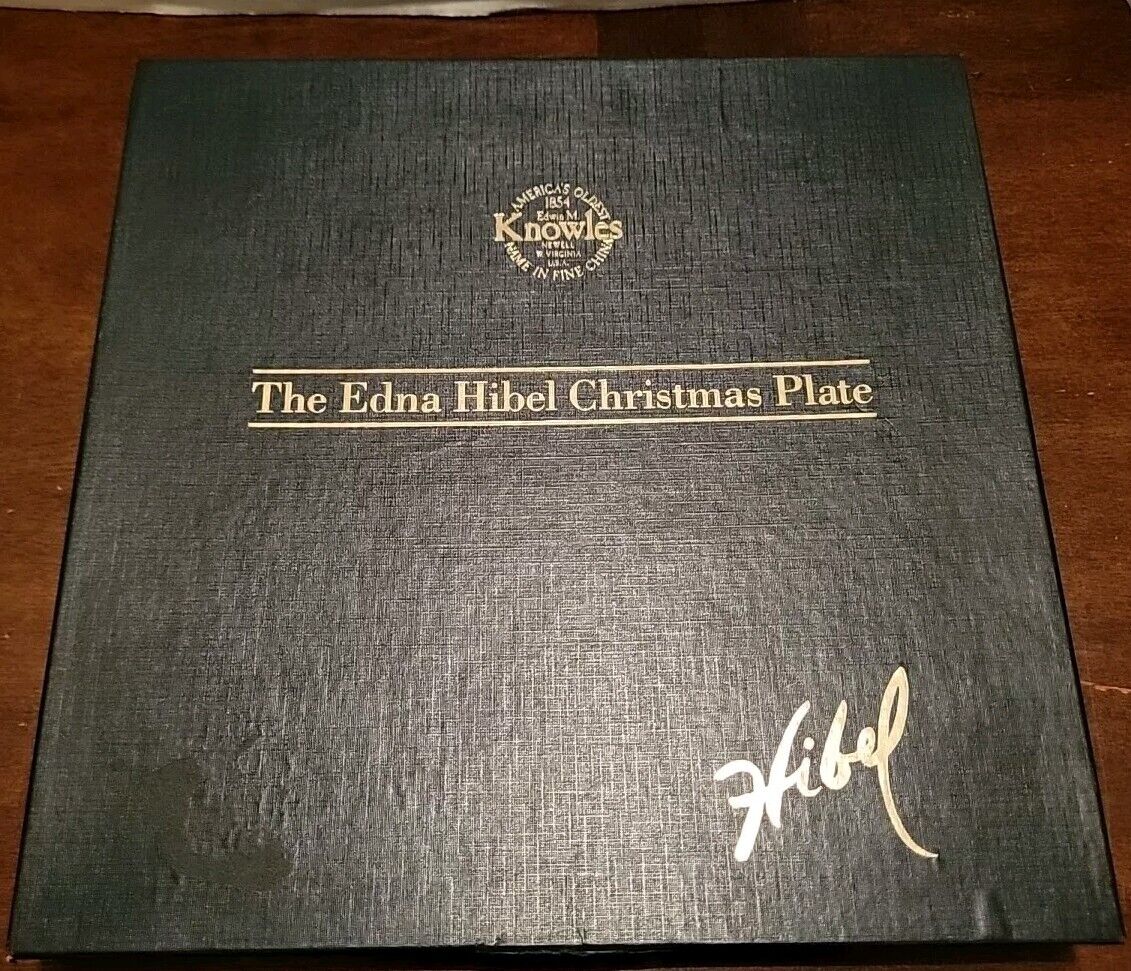 AMERICA'S OLDEST
1854
Edwin M.
Knowles
NEWELL
W. VIRGINIA
U.S.A.
NAME IN FINE CHINA
The Edna Hibel Christmas Plate
Hibel